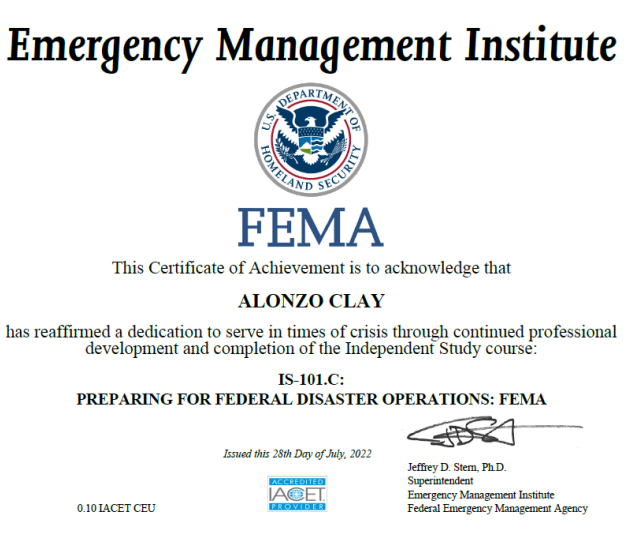 Emergency Management Institute
U.S. DEPARTMENT OF HOMELAND SECURITY
FEMA
This Certificate of Achievement is to acknowledge that
ALONZO CLAY
has reaffirmed a dedication to serve in times of crisis through continued professional
development and completion of the Independent Study course:
IS-101.C:
PREPARING FOR FEDERAL DISASTER OPERATIONS: FEMA
Issued this 28th Day of July, 2022
Jeffrey D. Stern, Ph.D.
Superintendent
Emergency Management Institute
Federal Emergency Management Agency
ACCREDITED
IACET
PROVIDER
0.10 IACET CEU